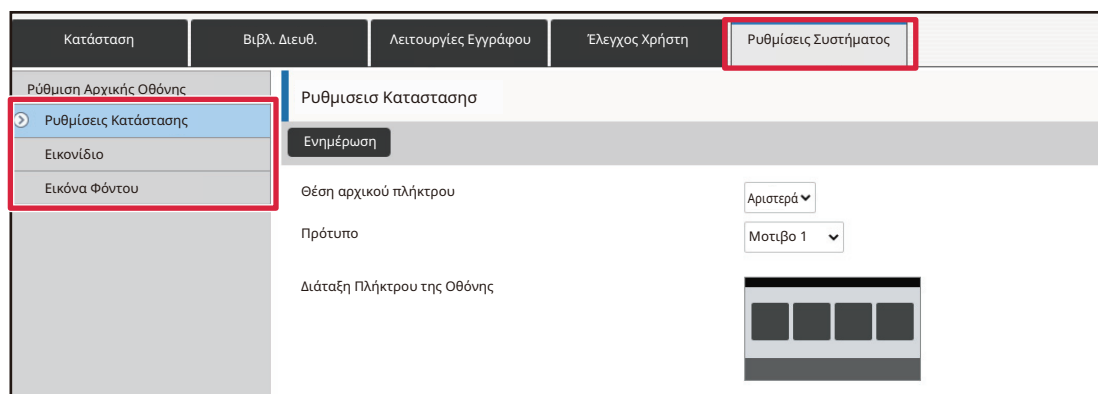 Κατάσταση
Βιβλ. Διευθ.
Λειτουργίες Εγγράφου
Έλεγχος Χρήστη
Ρυθμίσεις Συστήματος
Ρύθμιση Αρχικής Οθόνης
Ρυθμίσεις Κατάστασης
Εικονίδιο
Εικόνα Φόντου
Ρυθμισεισ Καταστασησ
Ενημέρωση
Θέση αρχικού πλήκτρου
Αριστερά
Πρότυπο
Μοτιβο 1
Διάταξη Πλήκτρου της Οθόνης